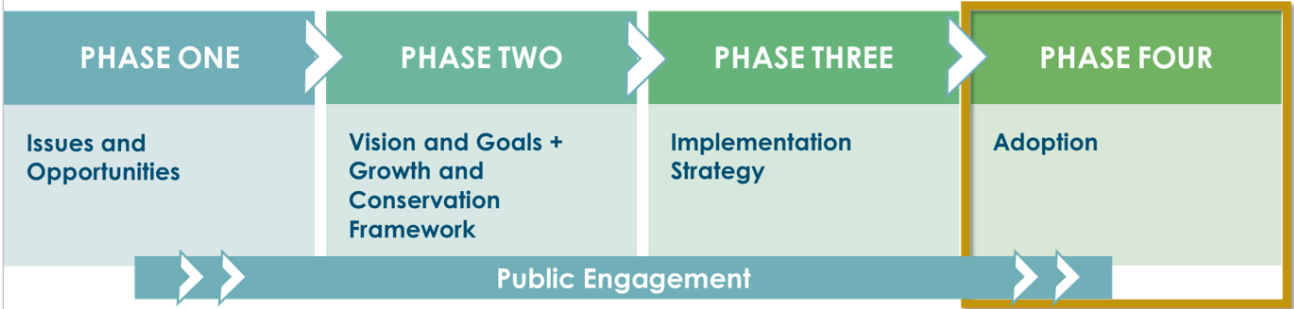 PHASE ONE
PHASE TWO
PHASE THREE
PHASE FOUR
Issues and
Opportunities
Vision and Goals +
Growth and
Conservation
Framework
Implementation
Strategy
Adoption
Public Engagement